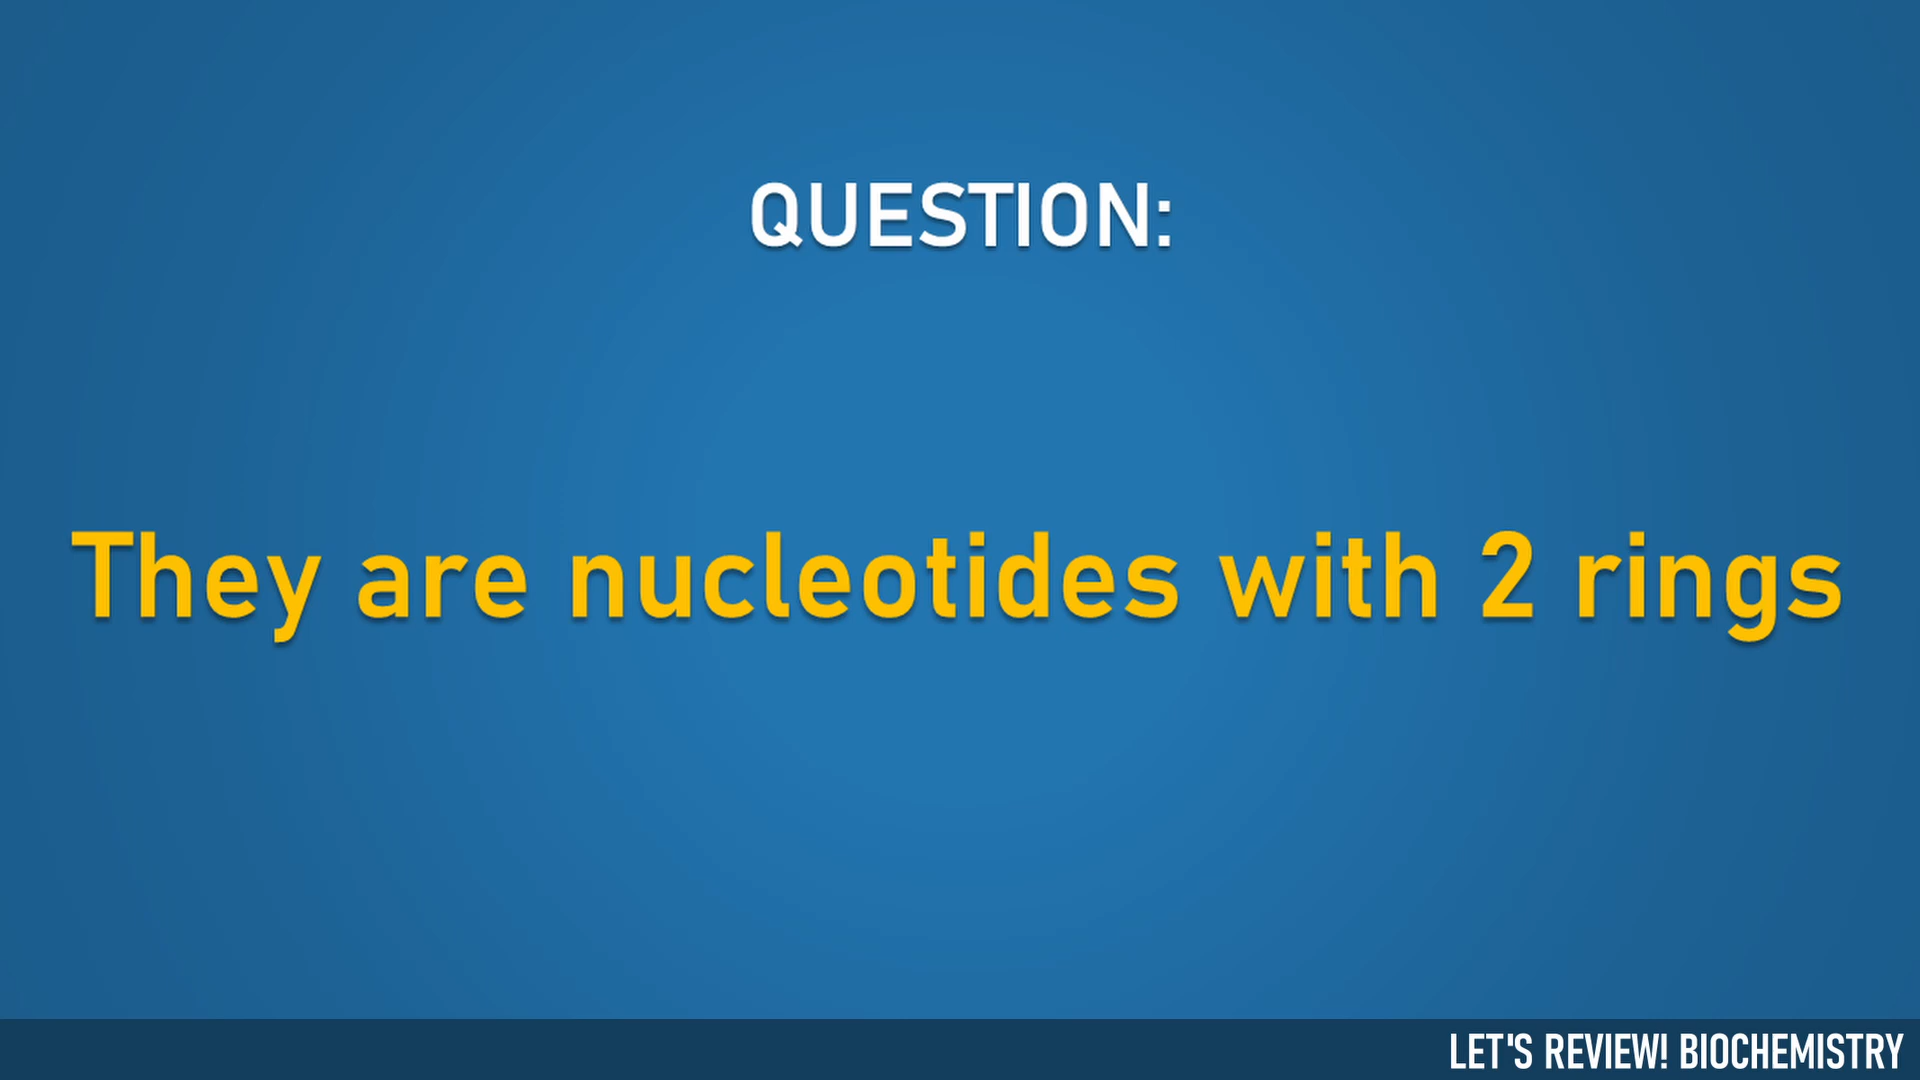 QUESTION:
They are nucleotides with 2 rings
LET'S REVIEW! BIOCHEMISTRY